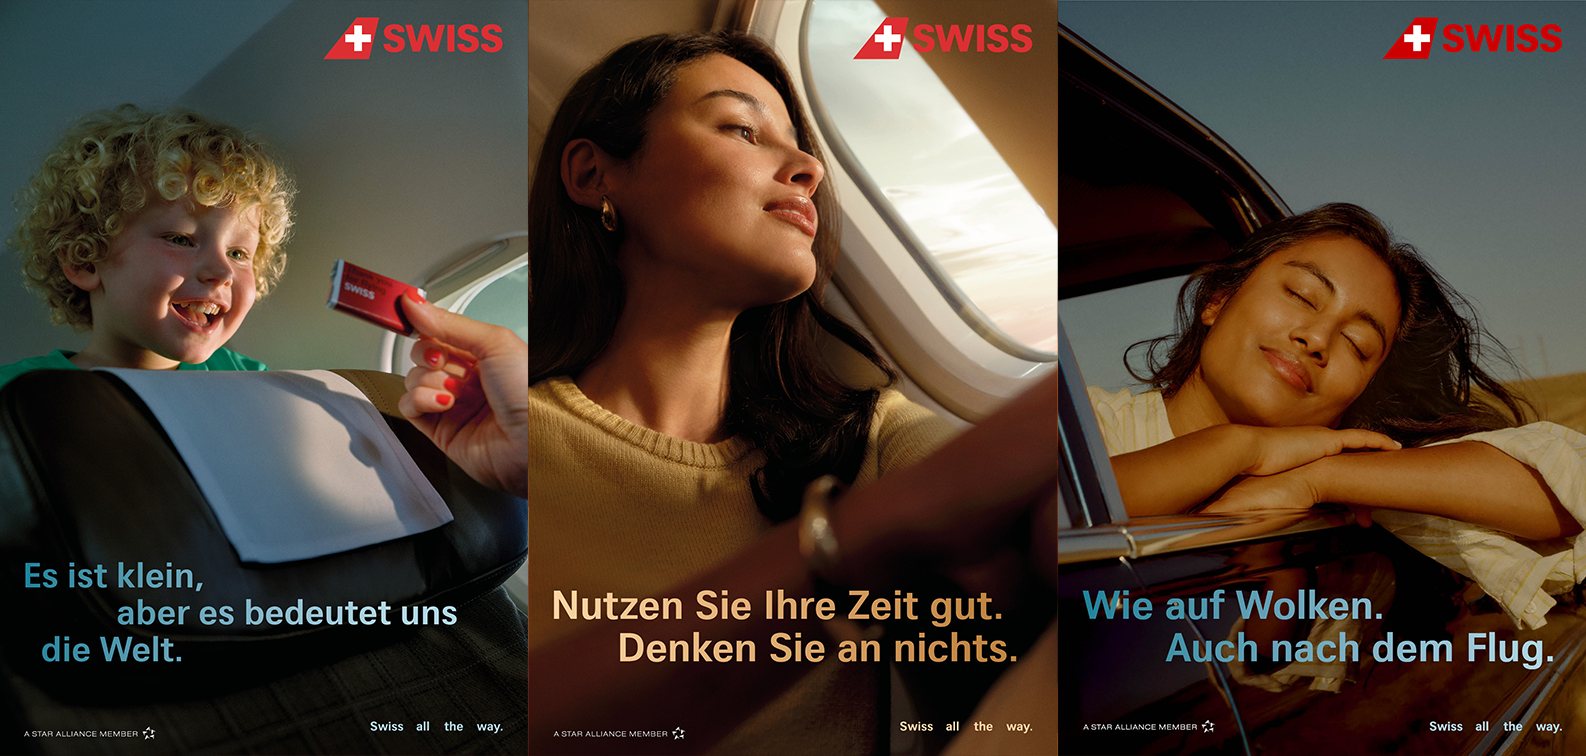 SWISS
SWISS
Es ist klein,
aber es bedeutet uns
die Welt.
A STAR ALLIANCE MEMBER
Swiss all the way.
SWISS
Nutzen Sie Ihre Zeit gut.
Denken Sie an nichts.
A STAR ALLIANCE MEMBER
Swiss all the way.
SWISS
Wie auf Wolken.
Auch nach dem Flug.
A STAR ALLIANCE MEMBER
Swiss all the way.